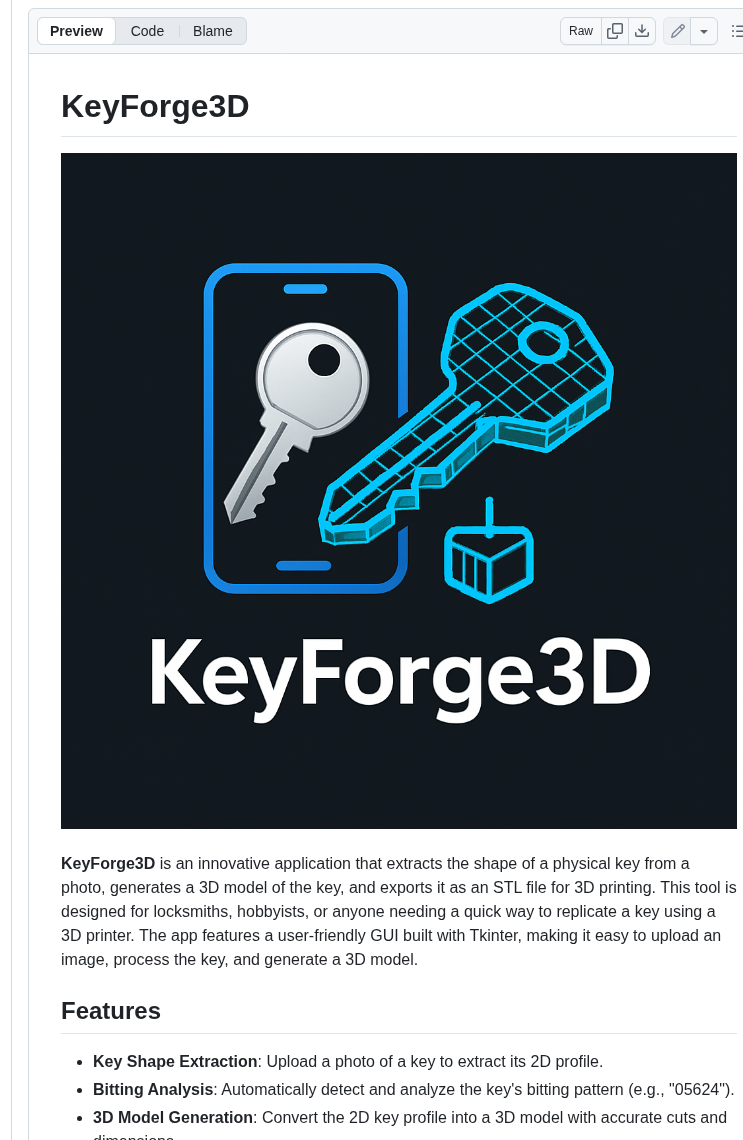 Preview Code Blame Raw
KeyForge3D
KeyForge3D
KeyForge3D is an innovative application that extracts the shape of a physical key from a
photo, generates a 3D model of the key, and exports it as an STL file for 3D printing. This tool is
designed for locksmiths, hobbyists, or anyone needing a quick way to replicate a key using a
3D printer. The app features a user-friendly GUI built with Tkinter, making it easy to upload an
image, process the key, and generate a 3D model.
Features
• Key Shape Extraction: Upload a photo of a key to extract its 2D profile.
• Bitting Analysis: Automatically detect and analyze the key's bitting pattern (e.g., "05624").
• 3D Model Generation: Convert the 2D key profile into a 3D model with accurate cuts and
dimensions.